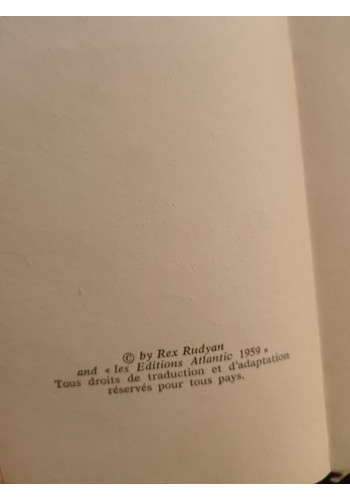 © by Rex Rudyan
and « les Editions Atlantic 1959 »
Tous droits de traduction et d'adaptation
réservés pour tous pays.